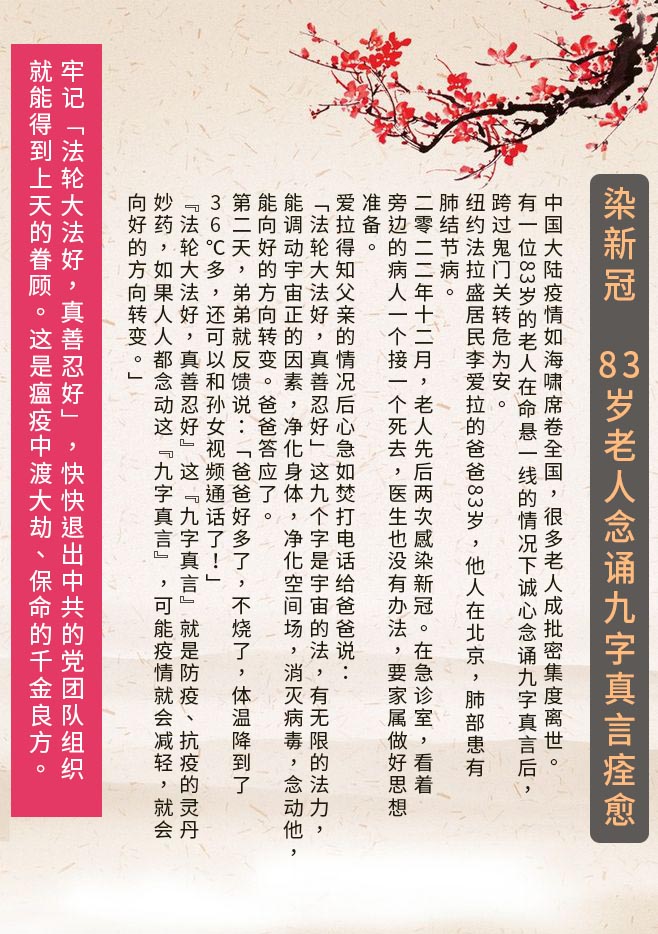 染新冠 83岁老人念诵九字真言痊愈
中国大陆疫情如海啸席卷全国，很多老人成批密集度离世。
有一位83岁的老人在命悬一线的情况下诚心念诵九字真言后，
跨过鬼门关转危为安。
纽约法拉盛居民李爱拉的爸爸83岁，他人在北京，肺部患有
肺结节病。
二零二二年十二月，老人先后两次感染新冠。在急诊室，看着
旁边的病人一个接一个死去，医生也没有办法，要家属做好思想
准备。
爱拉得知父亲的情况后心急如焚打电话给爸爸说：
「法轮大法好，真善忍好」这九个字是宇宙的法，有无限的法力，
能调动宇宙正的因素，净化身体，净化空间场，消灭病毒，念动他，
能向好的方向转变。爸爸答应了。
第二天，弟弟就反馈说：「爸爸好多了，不烧了，体温降到了
36℃多，还可以和孙女视频通话了！」
『法轮大法好，真善忍好』这『九字真言』就是防疫、抗疫的灵丹
妙药，如果人人都念动这『九字真言』，可能疫情就会减轻，就会
向好的方向转变。」
牢记「法轮大法好，真善忍好」，快快退出中共的党团队组织
就能得到上天的眷顾。这是瘟疫中渡大劫、保命的千金良方。